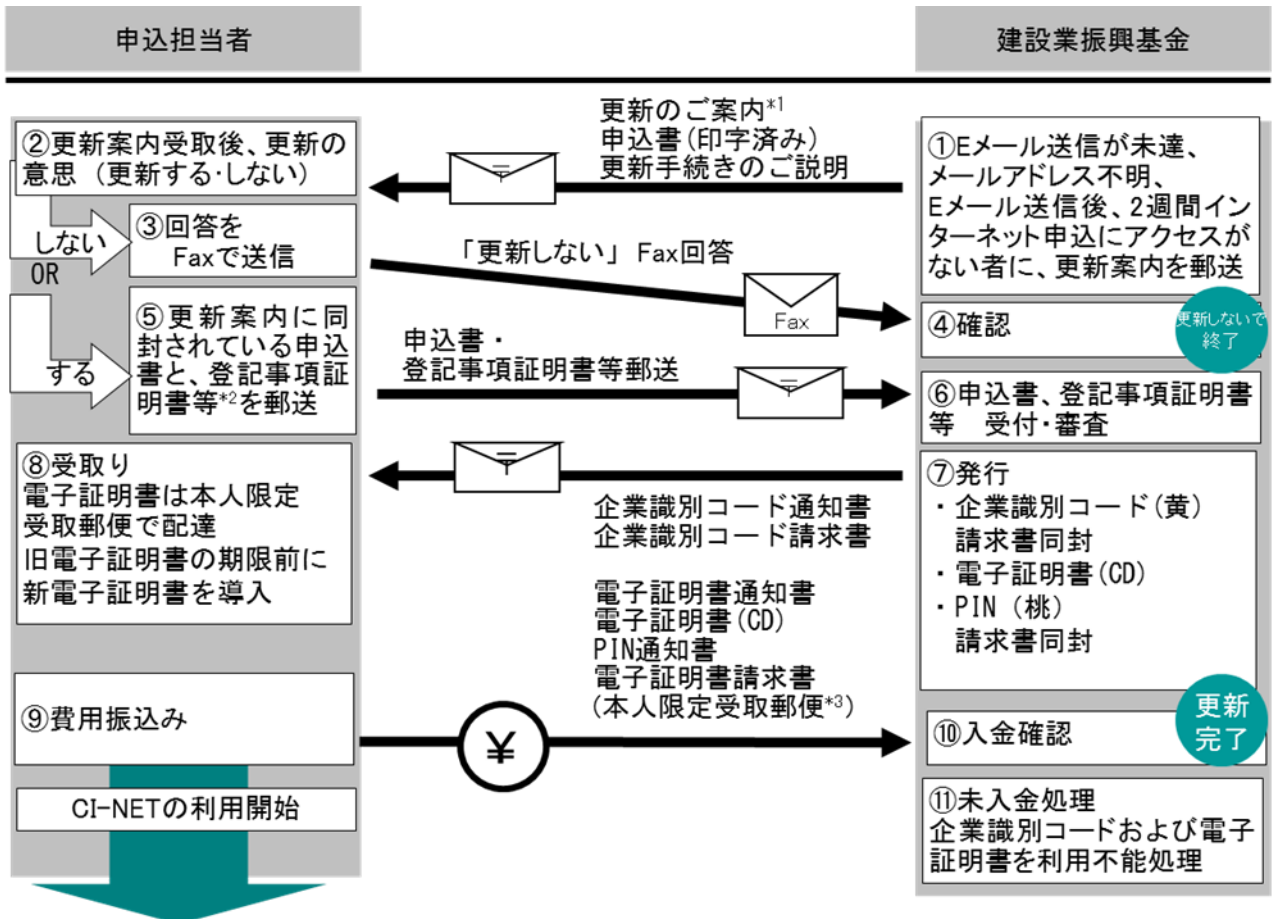 申込担当者
建設業振興基金
更新のご案内*1
申込書(印字済み)
更新手続きのご説明
①Eメール送信が未達、
メールアドレス不明、
Eメール送信後、2週間イン
ターネット申込にアクセスが
ない者に、更新案内を郵送
②更新案内受取後、更新の
意思（更新する・しない）
しない
OR
③回答を
Faxで送信
「更新しない」 Fax回答
Fax
④確認
更新しないで
終了
する
⑤更新案内に同
封されている申込
書と、登記事項証
明書等*2を郵送
申込書・
登記事項証明書等郵送
〒
〒
⑥申込書、登記事項証明書
等　受付・審査
〒
⑦発行
・企業識別コード(黄)
請求書同封
・電子証明書(CD)
・PIN（桃）
請求書同封
⑧受取り
電子証明書は本人限定
受取郵便で配達
旧電子証明書の期限前に
新電子証明書を導入
企業識別コード通知書
企業識別コード請求書
電子証明書通知書
電子証明書(CD)
PIN通知書
電子証明書請求書
(本人限定受取郵便*3)
⑨費用振込み
¥
⑩入金確認
更新
完了
CI-NETの利用開始
⑪未入金処理
企業識別コードおよび電子
証明書を利用不能処理